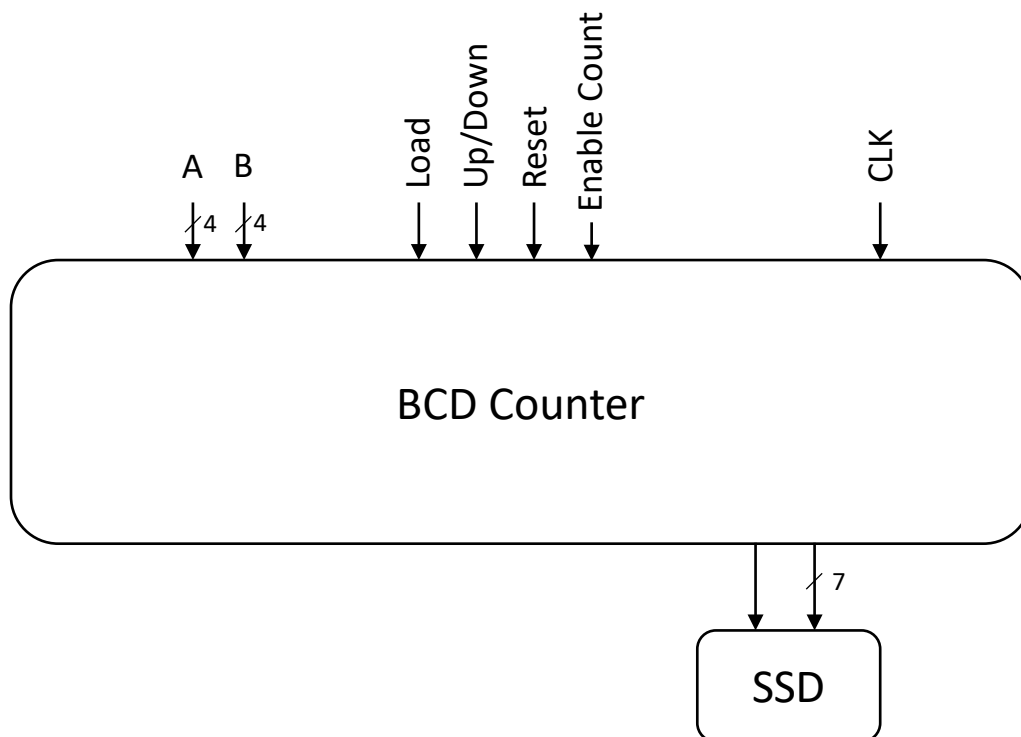 A
B
Load
Up/Down
Reset
Enable Count
CLK
4
4
BCD Counter
7
SSD